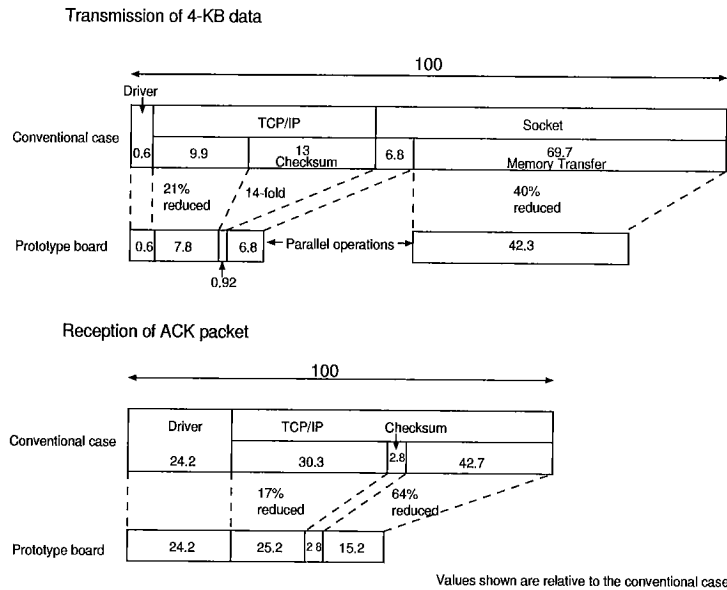 Transmission of 4-KB data
100
Driver
TCP/IP
Socket
Conventional case
0.6
9.9
13
Checksum
6.8
69.7
Memory Transfer
21%
reduced
14-fold
40%
reduced
Prototype board
0.6
7.8
6.8
Parallel operations
42.3
0.92
Reception of ACK packet
100
Driver
TCP/IP
Checksum
Conventional case
24.2
30.3
2.8
42.7
17%
reduced
64%
reduced
Prototype board
24.2
25.2
2 8
15.2
Values shown are relative to the conventional case